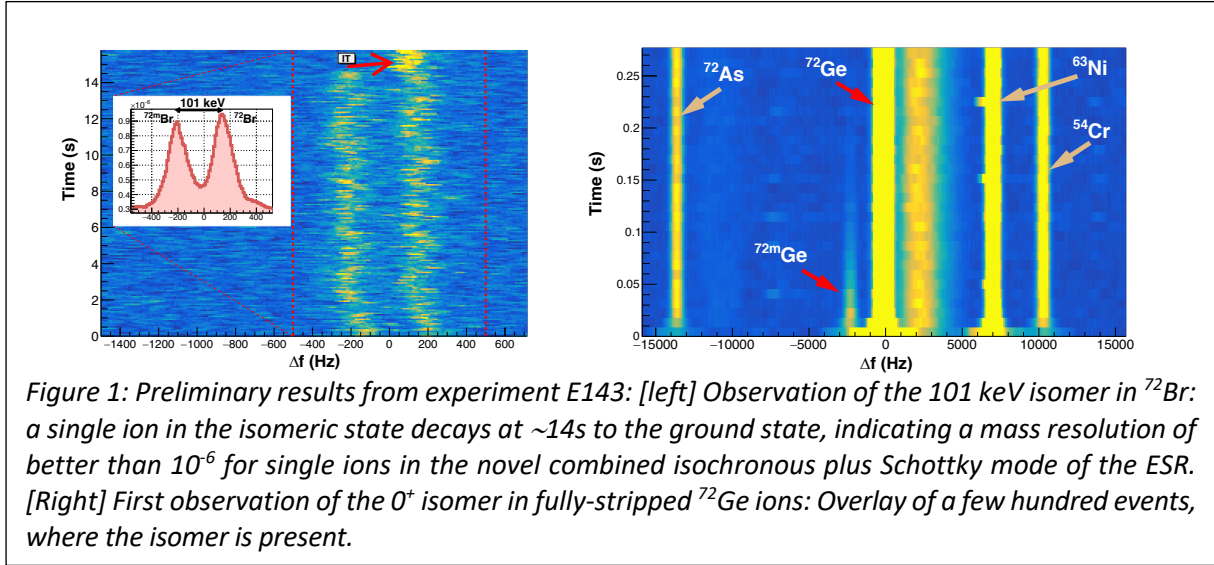 IT
101 keV
×10⁻⁶
⁷²ᵐBr
⁷²Br
0.9
0.8
0.7
0.6
0.5
0.4
0.3
−400 −200 0 200 400
14
12
10
8
6
4
2
0
Time (s)
−1400 −1200 −1000 −800 −600 −400 −200 0 200 400 600
Δf (Hz)
⁷²As
⁷²Ge
⁶³Ni
⁵⁴Cr
⁷²ᵐGe
0.25
0.2
0.15
0.1
0.05
0
Time (s)
−15000 −10000 −5000 0 5000 10000 15000
Δf (Hz)
Figure 1: Preliminary results from experiment E143: [left] Observation of the 101 keV isomer in ⁷²Br:
a single ion in the isomeric state decays at ~14s to the ground state, indicating a mass resolution of
better than 10⁻⁶ for single ions in the novel combined isochronous plus Schottky mode of the ESR.
[Right] First observation of the 0⁺ isomer in fully-stripped ⁷²Ge ions: Overlay of a few hundred events,
where the isomer is present.